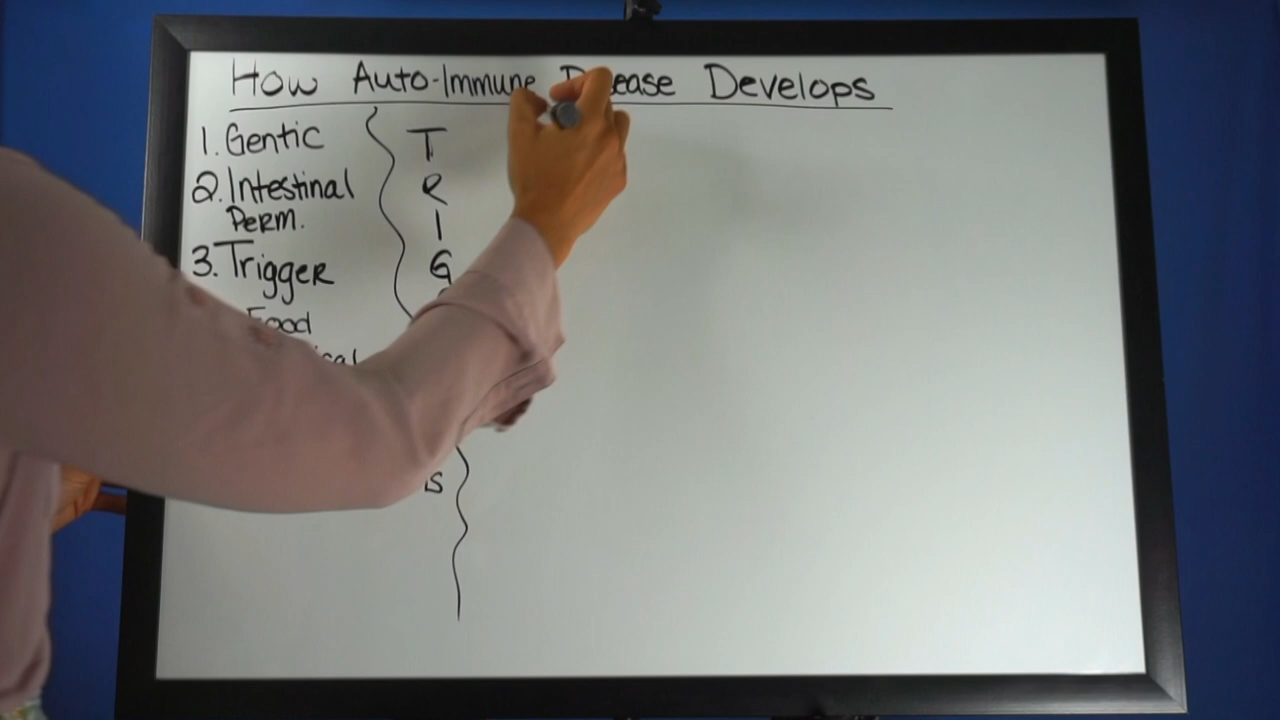 How Auto-Immune Disease Develops
1. Gentic
2. Intestinal
Perm.
3. Trigger
Food
T
R
I
G
S